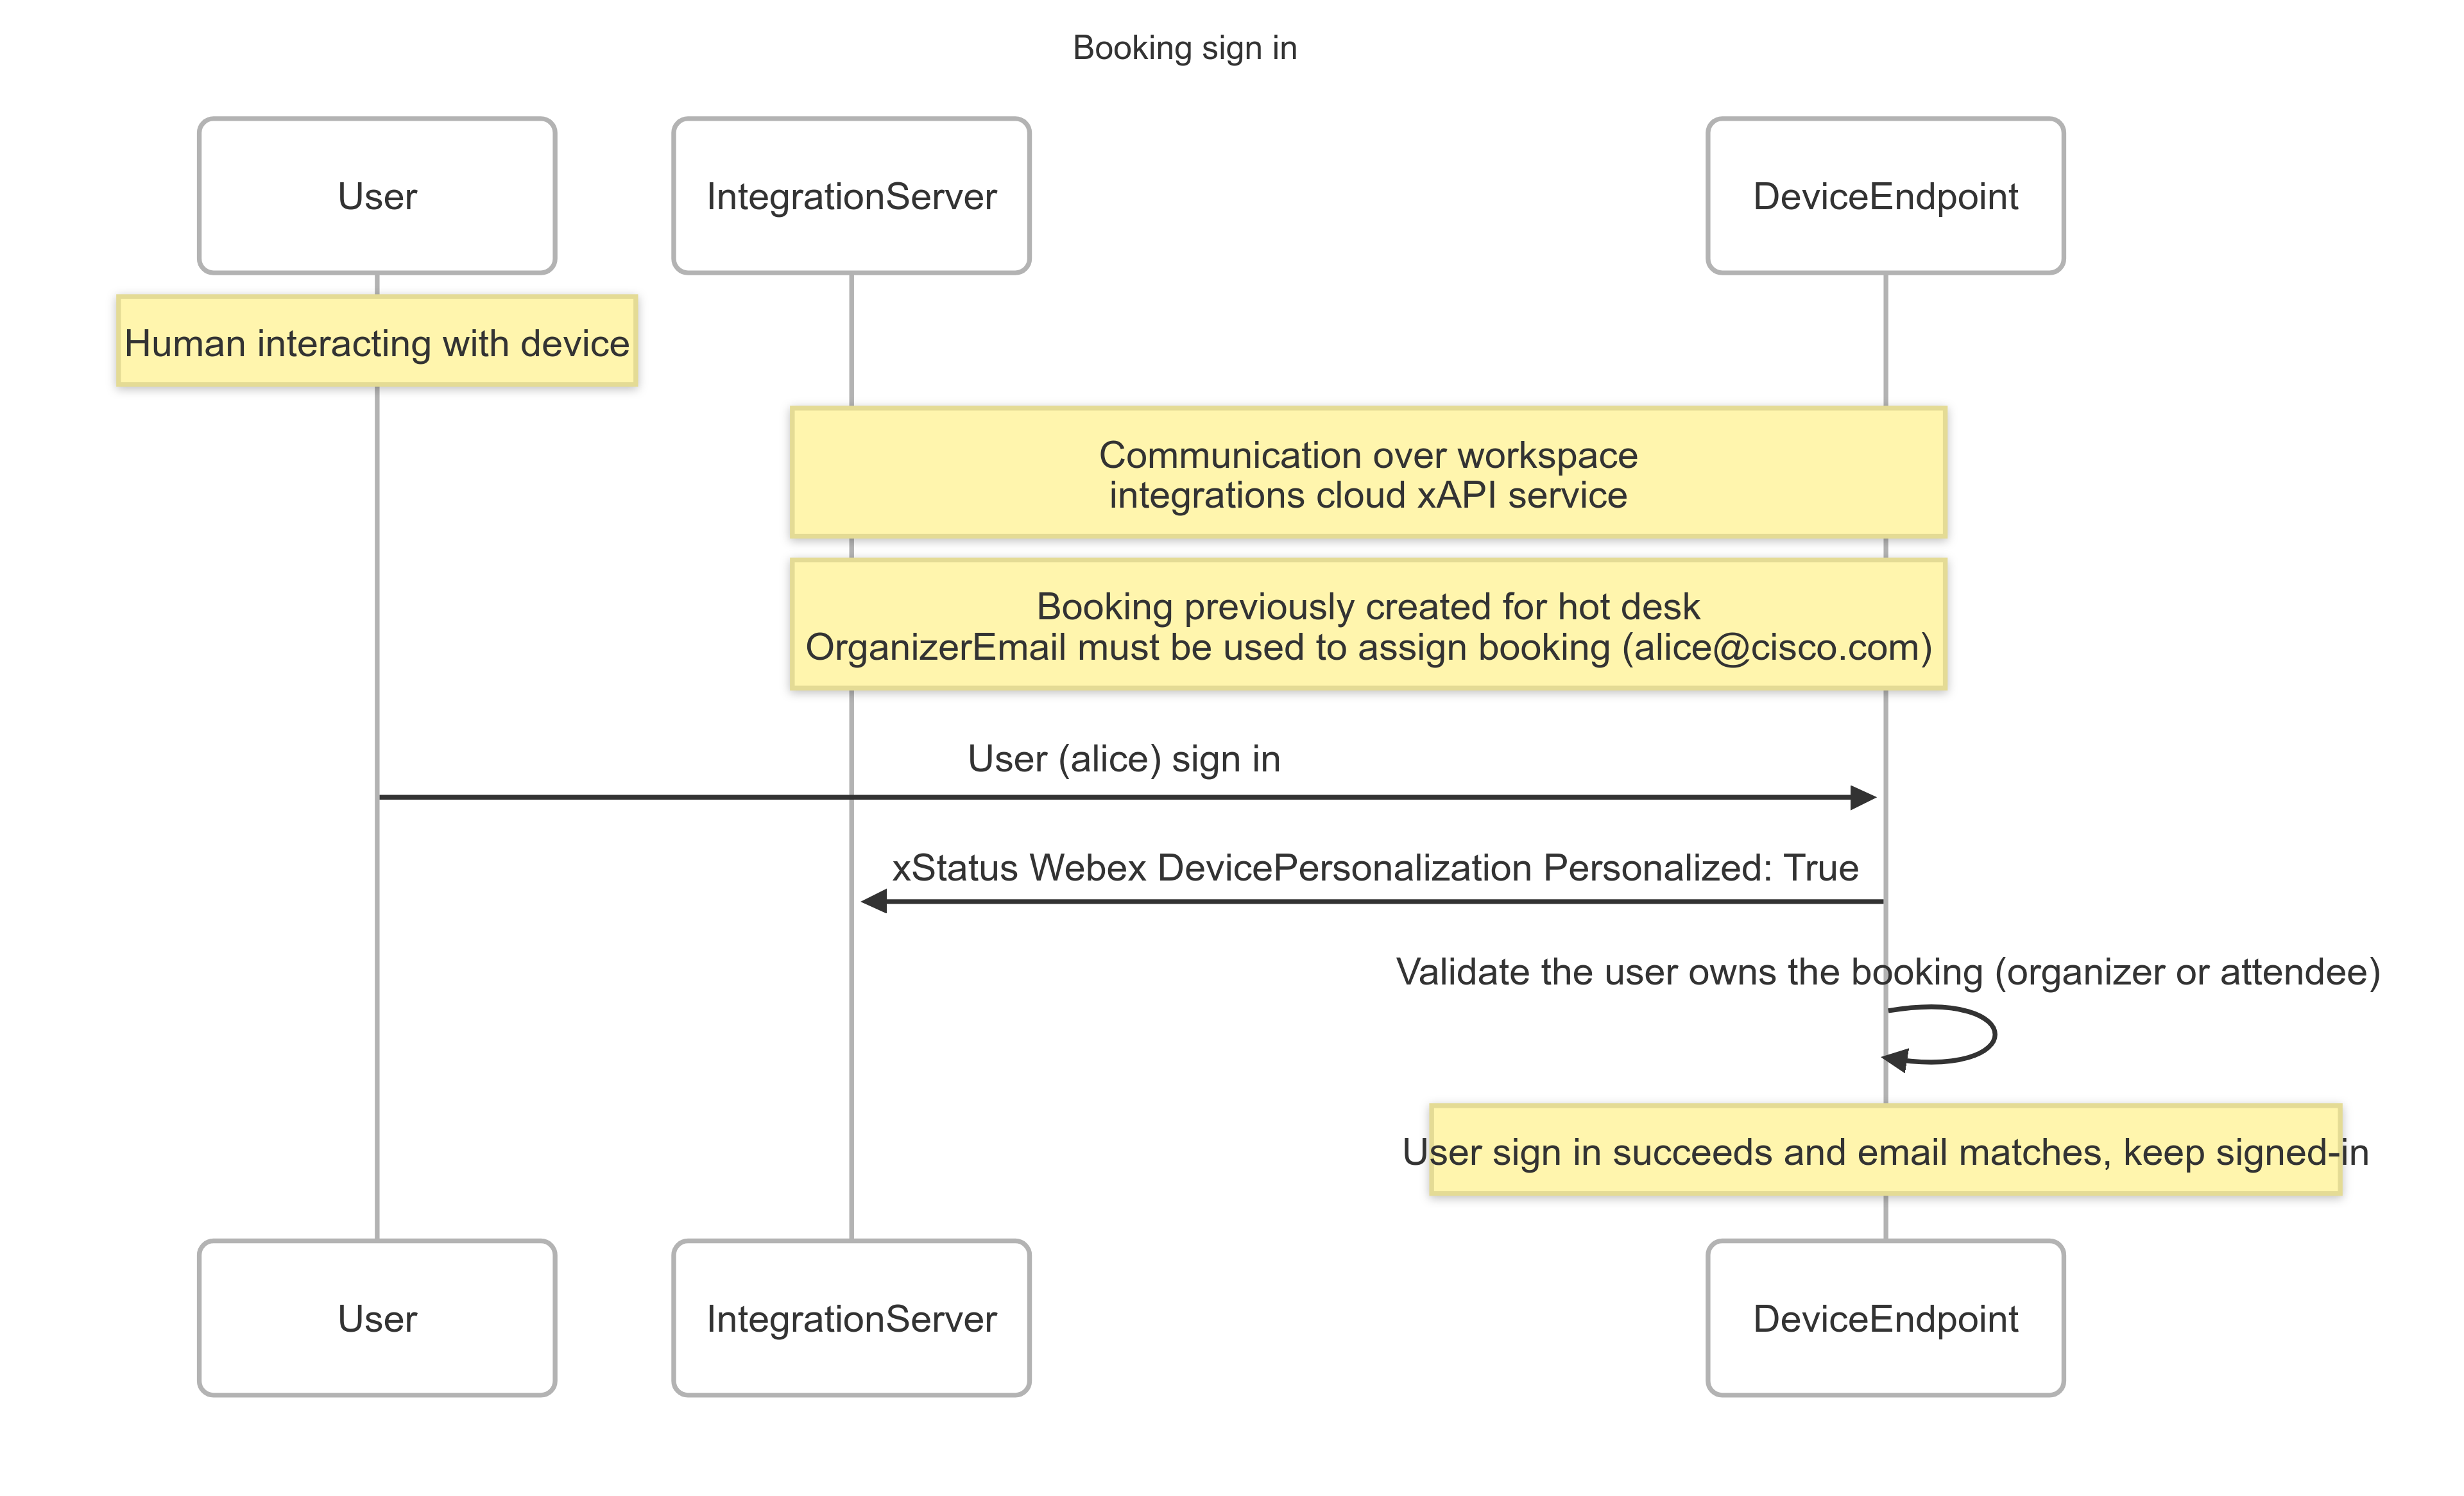 Booking sign in
User
IntegrationServer
DeviceEndpoint
Human interacting with device
Communication over workspace
integrations cloud xAPI service
Booking previously created for hot desk
OrganizerEmail must be used to assign booking (alice@cisco.com)
User (alice) sign in
xStatus Webex DevicePersonalization Personalized: True
Validate the user owns the booking (organizer or attendee)
User sign in succeeds and email matches, keep signed-in
User
IntegrationServer
DeviceEndpoint